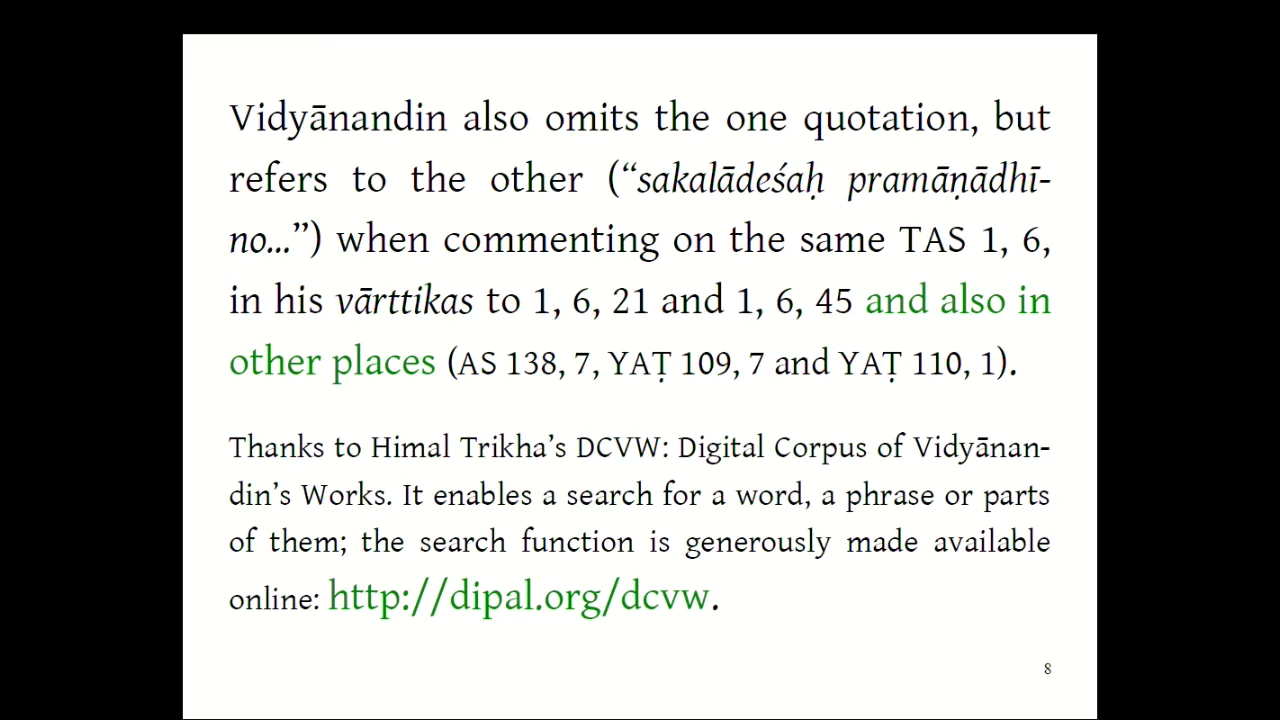 Vidyānandin also omits the one quotation, but
refers to the other (“sakalādeśaḥ pramāṇādhī-
no...”) when commenting on the same TAS 1, 6,
in his vārttikas to 1, 6, 21 and 1, 6, 45 and also in
other places (AS 138, 7, YAṬ 109, 7 and YAṬ 110, 1).
Thanks to Himal Trikha’s DCVW: Digital Corpus of Vidyānan-
din’s Works. It enables a search for a word, a phrase or parts
of them; the search function is generously made available
online: http://dipal.org/dcvw.
8